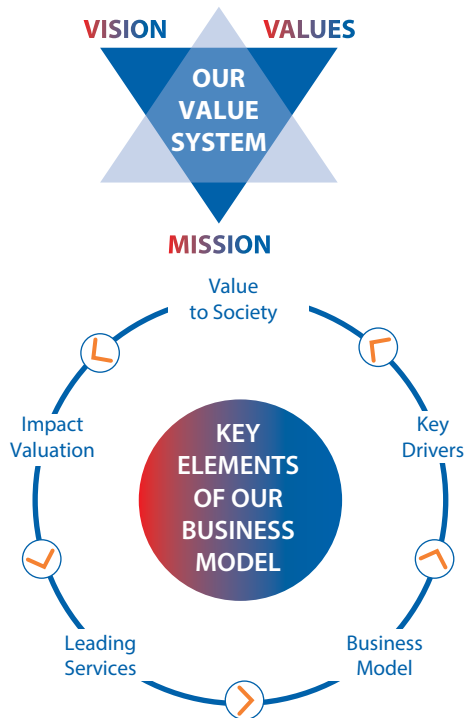 VISION
VALUES
OUR
VALUE
SYSTEM
MISSION
Value
to Society
Impact
Valuation
Key
Drivers
KEY
ELEMENTS
OF OUR
BUSINESS
MODEL
Leading
Services
Business
Model